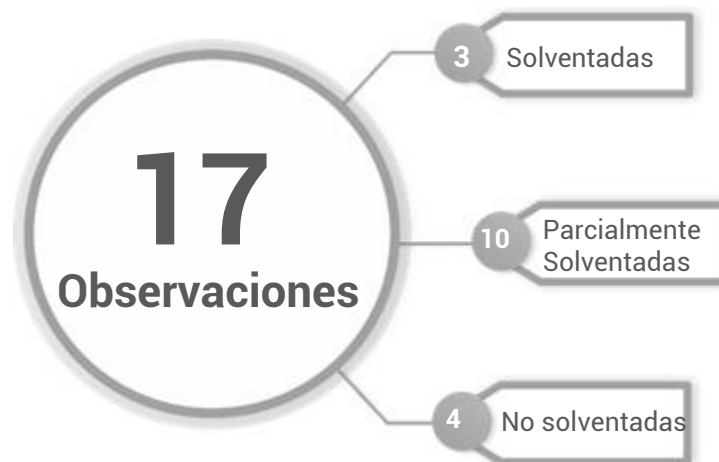 17
Observaciones
3
Solventadas
10
Parcialmente
Solventadas
4
No solventadas